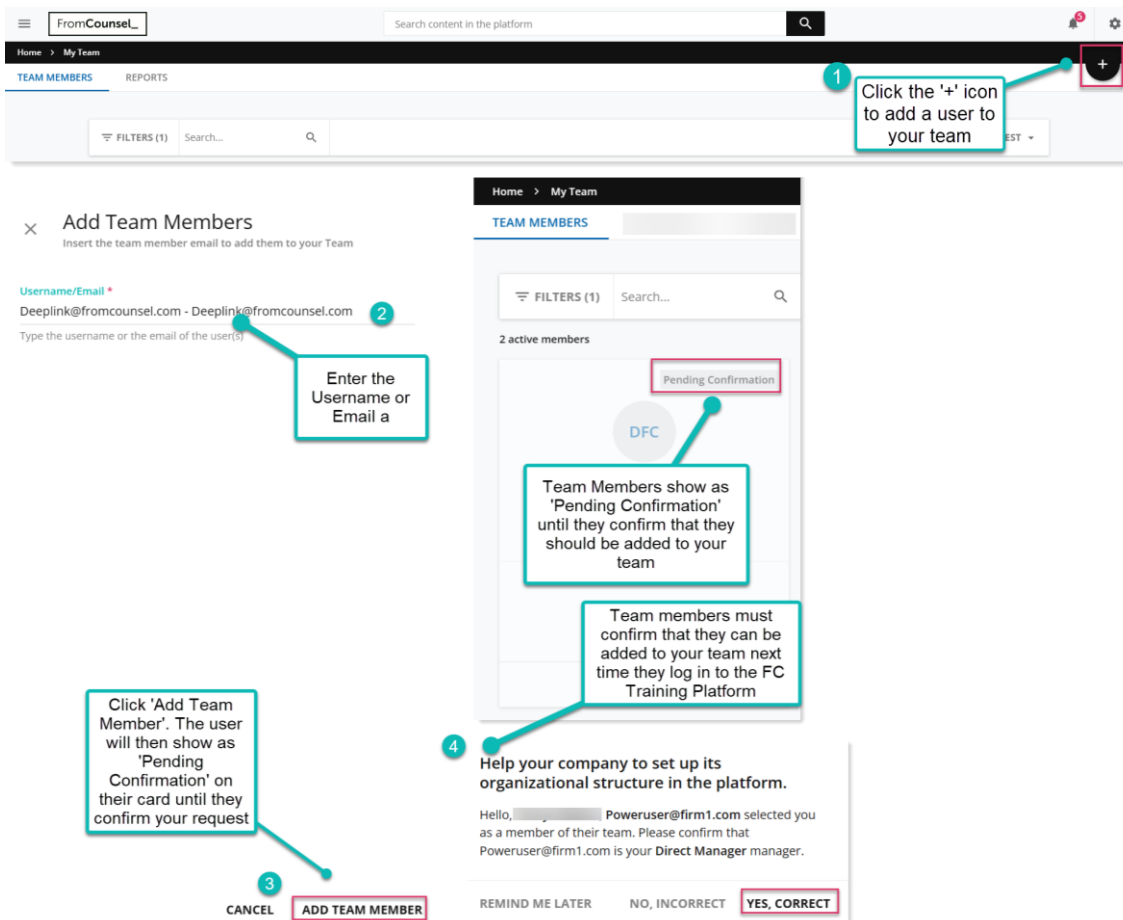 FromCounsel_
Search content in the platform
5
Home > My Team
+
TEAM MEMBERS REPORTS
1
Click the '+' icon
to add a user to
your team
FILTERS (1) Search...
EST
Add Team Members
Insert the team member email to add them to your Team
Username/Email *
Deeplink@fromcounsel.com - Deeplink@fromcounsel.com
2
Type the username or the email of the user(s)
Enter the
Username or
Email a
Home > My Team
TEAM MEMBERS
FILTERS (1) Search...
2 active members
Pending Confirmation
DFC
Team Members show as
'Pending Confirmation'
until they confirm that they
should be added to your
team
Team members must
confirm that they can be
added to your team next
time they log in to the FC
Training Platform
Click 'Add Team
Member'. The user
will then show as
'Pending
Confirmation' on
their card until they
confirm your request
3
CANCEL ADD TEAM MEMBER
4
Help your company to set up its
organizational structure in the platform.
Hello, Poweruser@firm1.com selected you
as a member of their team. Please confirm that
Poweruser@firm1.com is your Direct Manager manager.
REMIND ME LATER NO, INCORRECT YES, CORRECT